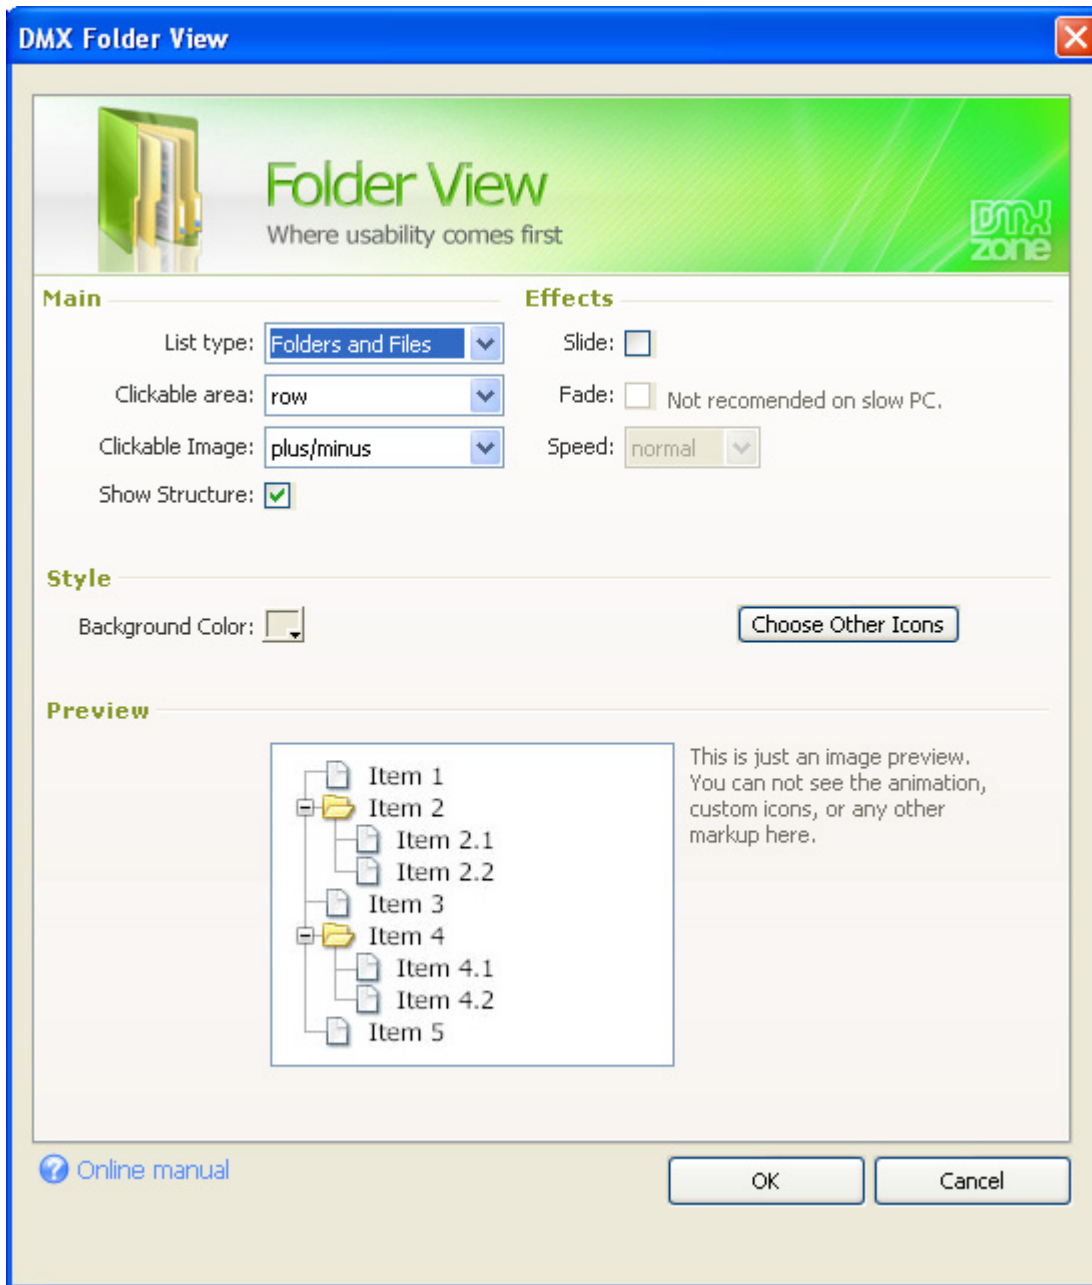 DMX Folder View
Folder View
Where usability comes first
DMX
zone
Main
List type: Folders and Files
Clickable area: row
Clickable Image: plus/minus
Show Structure:
Effects
Slide:
Fade: Not recomended on slow PC.
Speed: normal
Style
Background Color:
Choose Other Icons
Preview
Item 1
Item 2
Item 2.1
Item 2.2
Item 3
Item 4
Item 4.1
Item 4.2
Item 5
This is just an image preview.
You can not see the animation,
custom icons, or any other
markup here.
Online manual
OK
Cancel